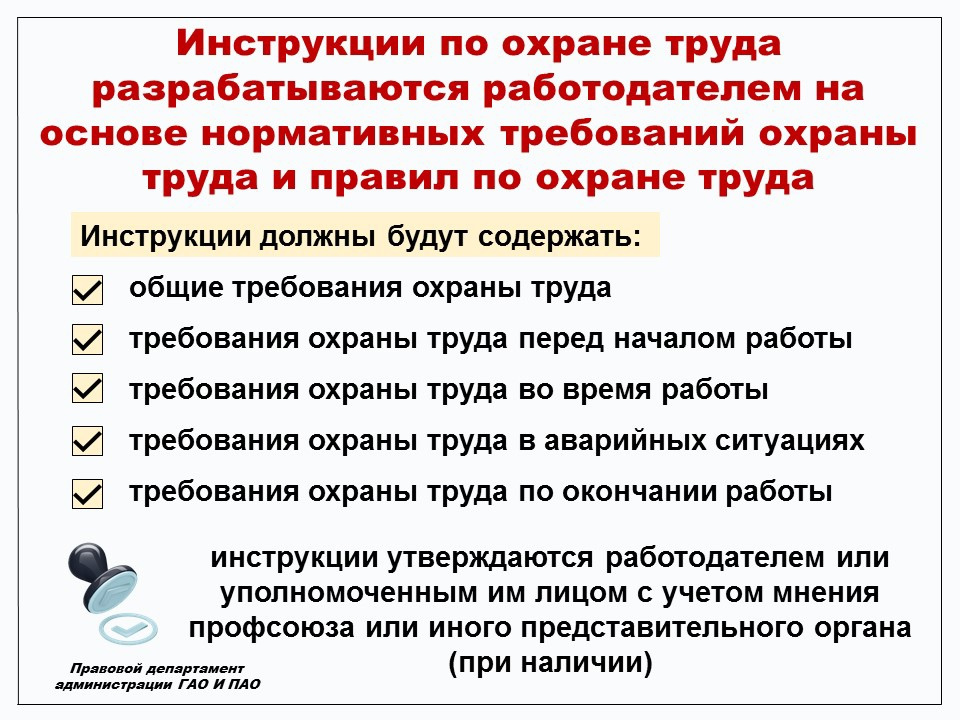 Инструкции по охране труда
разрабатываются работодателем на
основе нормативных требований охраны
труда и правил по охране труда
Инструкции должны будут содержать:
общие требования охраны труда
требования охраны труда перед началом работы
требования охраны труда во время работы
требования охраны труда в аварийных ситуациях
требования охраны труда по окончании работы
инструкции утверждаются работодателем или
уполномоченным им лицом с учетом мнения
профсоюза или иного представительного органа
(при наличии)
Правовой департамент
администрации ГАО И ПАО